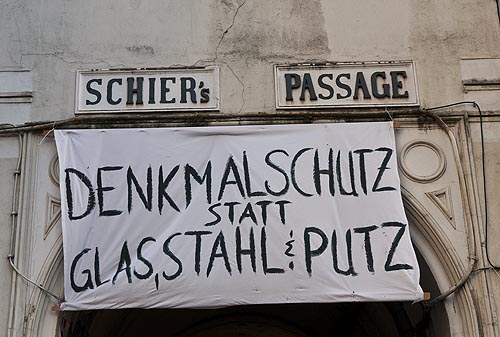 SCHIER's PASSAGE
DENKMALSCHUTZ
STATT
GLAS, STAHL & PUTZ